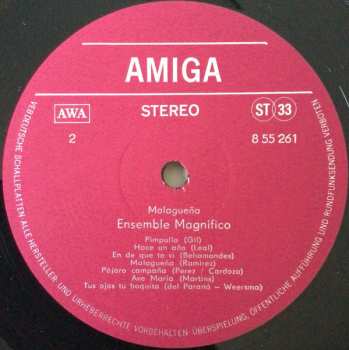 AMIGA
AWA
STEREO
ST 33
2
8 55 261
Malagueña
Ensemble Magnífico
Pimpollo (Gil)
Hace un año (Leal)
En de que te vi (Bahamondes)
Malagueña (Ramirez)
Pájaro campaña (Perez / Cardozo)
Ave Maria (Martins)
Tus ojos tu boquita (del Paraná - Weersma)
VEB DEUTSCHE SCHALLPLATTEN ALLE HERSTELLER- UND URHEBERRECHTE VORBEHALTEN ÜBERSPIELUNG, ÖFFENTLICHE AUFFÜHRUNG UND RUNDFUNKSENDUNG VERBOTEN